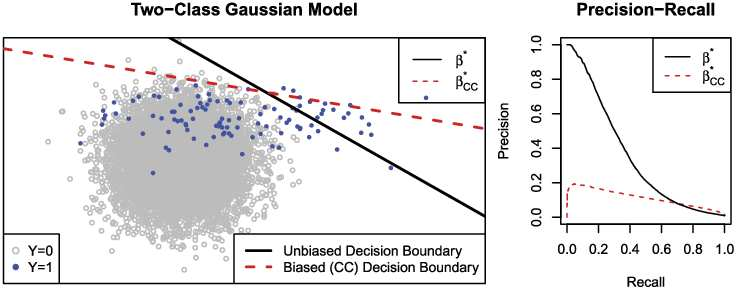 Two−Class Gaussian Model
β*
β*CC
Y=0
Y=1
Unbiased Decision Boundary
Biased (CC) Decision Boundary
Precision−Recall
β*
β*CC
Precision
0.0 0.2 0.4 0.6 0.8 1.0
0.0 0.2 0.4 0.6 0.8 1.0
Recall